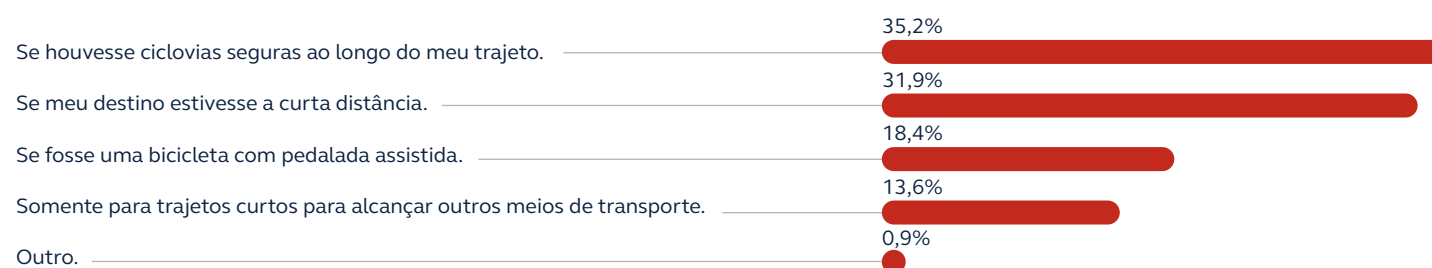 35,2%
Se houvesse ciclovias seguras ao longo do meu trajeto.
31,9%
Se meu destino estivesse a curta distância.
18,4%
Se fosse uma bicicleta com pedalada assistida.
13,6%
Somente para trajetos curtos para alcançar outros meios de transporte.
0,9%
Outro.